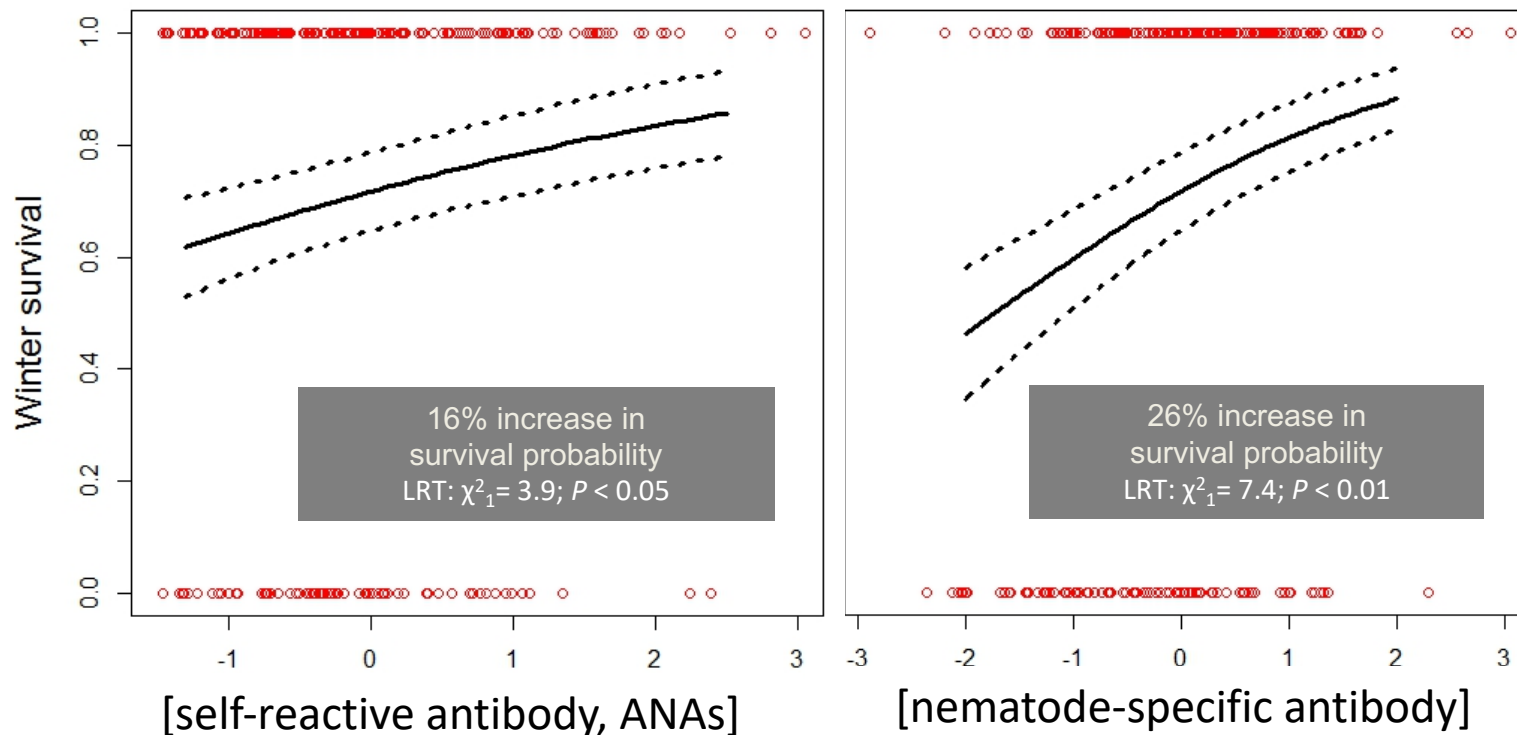 Winter survival
1.0
0.8
0.6
0.4
0.2
0.0
16% increase in
survival probability
LRT: χ²₁= 3.9; P < 0.05
-1 0 1 2 3
[self-reactive antibody, ANAs]
26% increase in
survival probability
LRT: χ²₁= 7.4; P < 0.01
-3 -2 -1 0 1 2 3
[nematode-specific antibody]